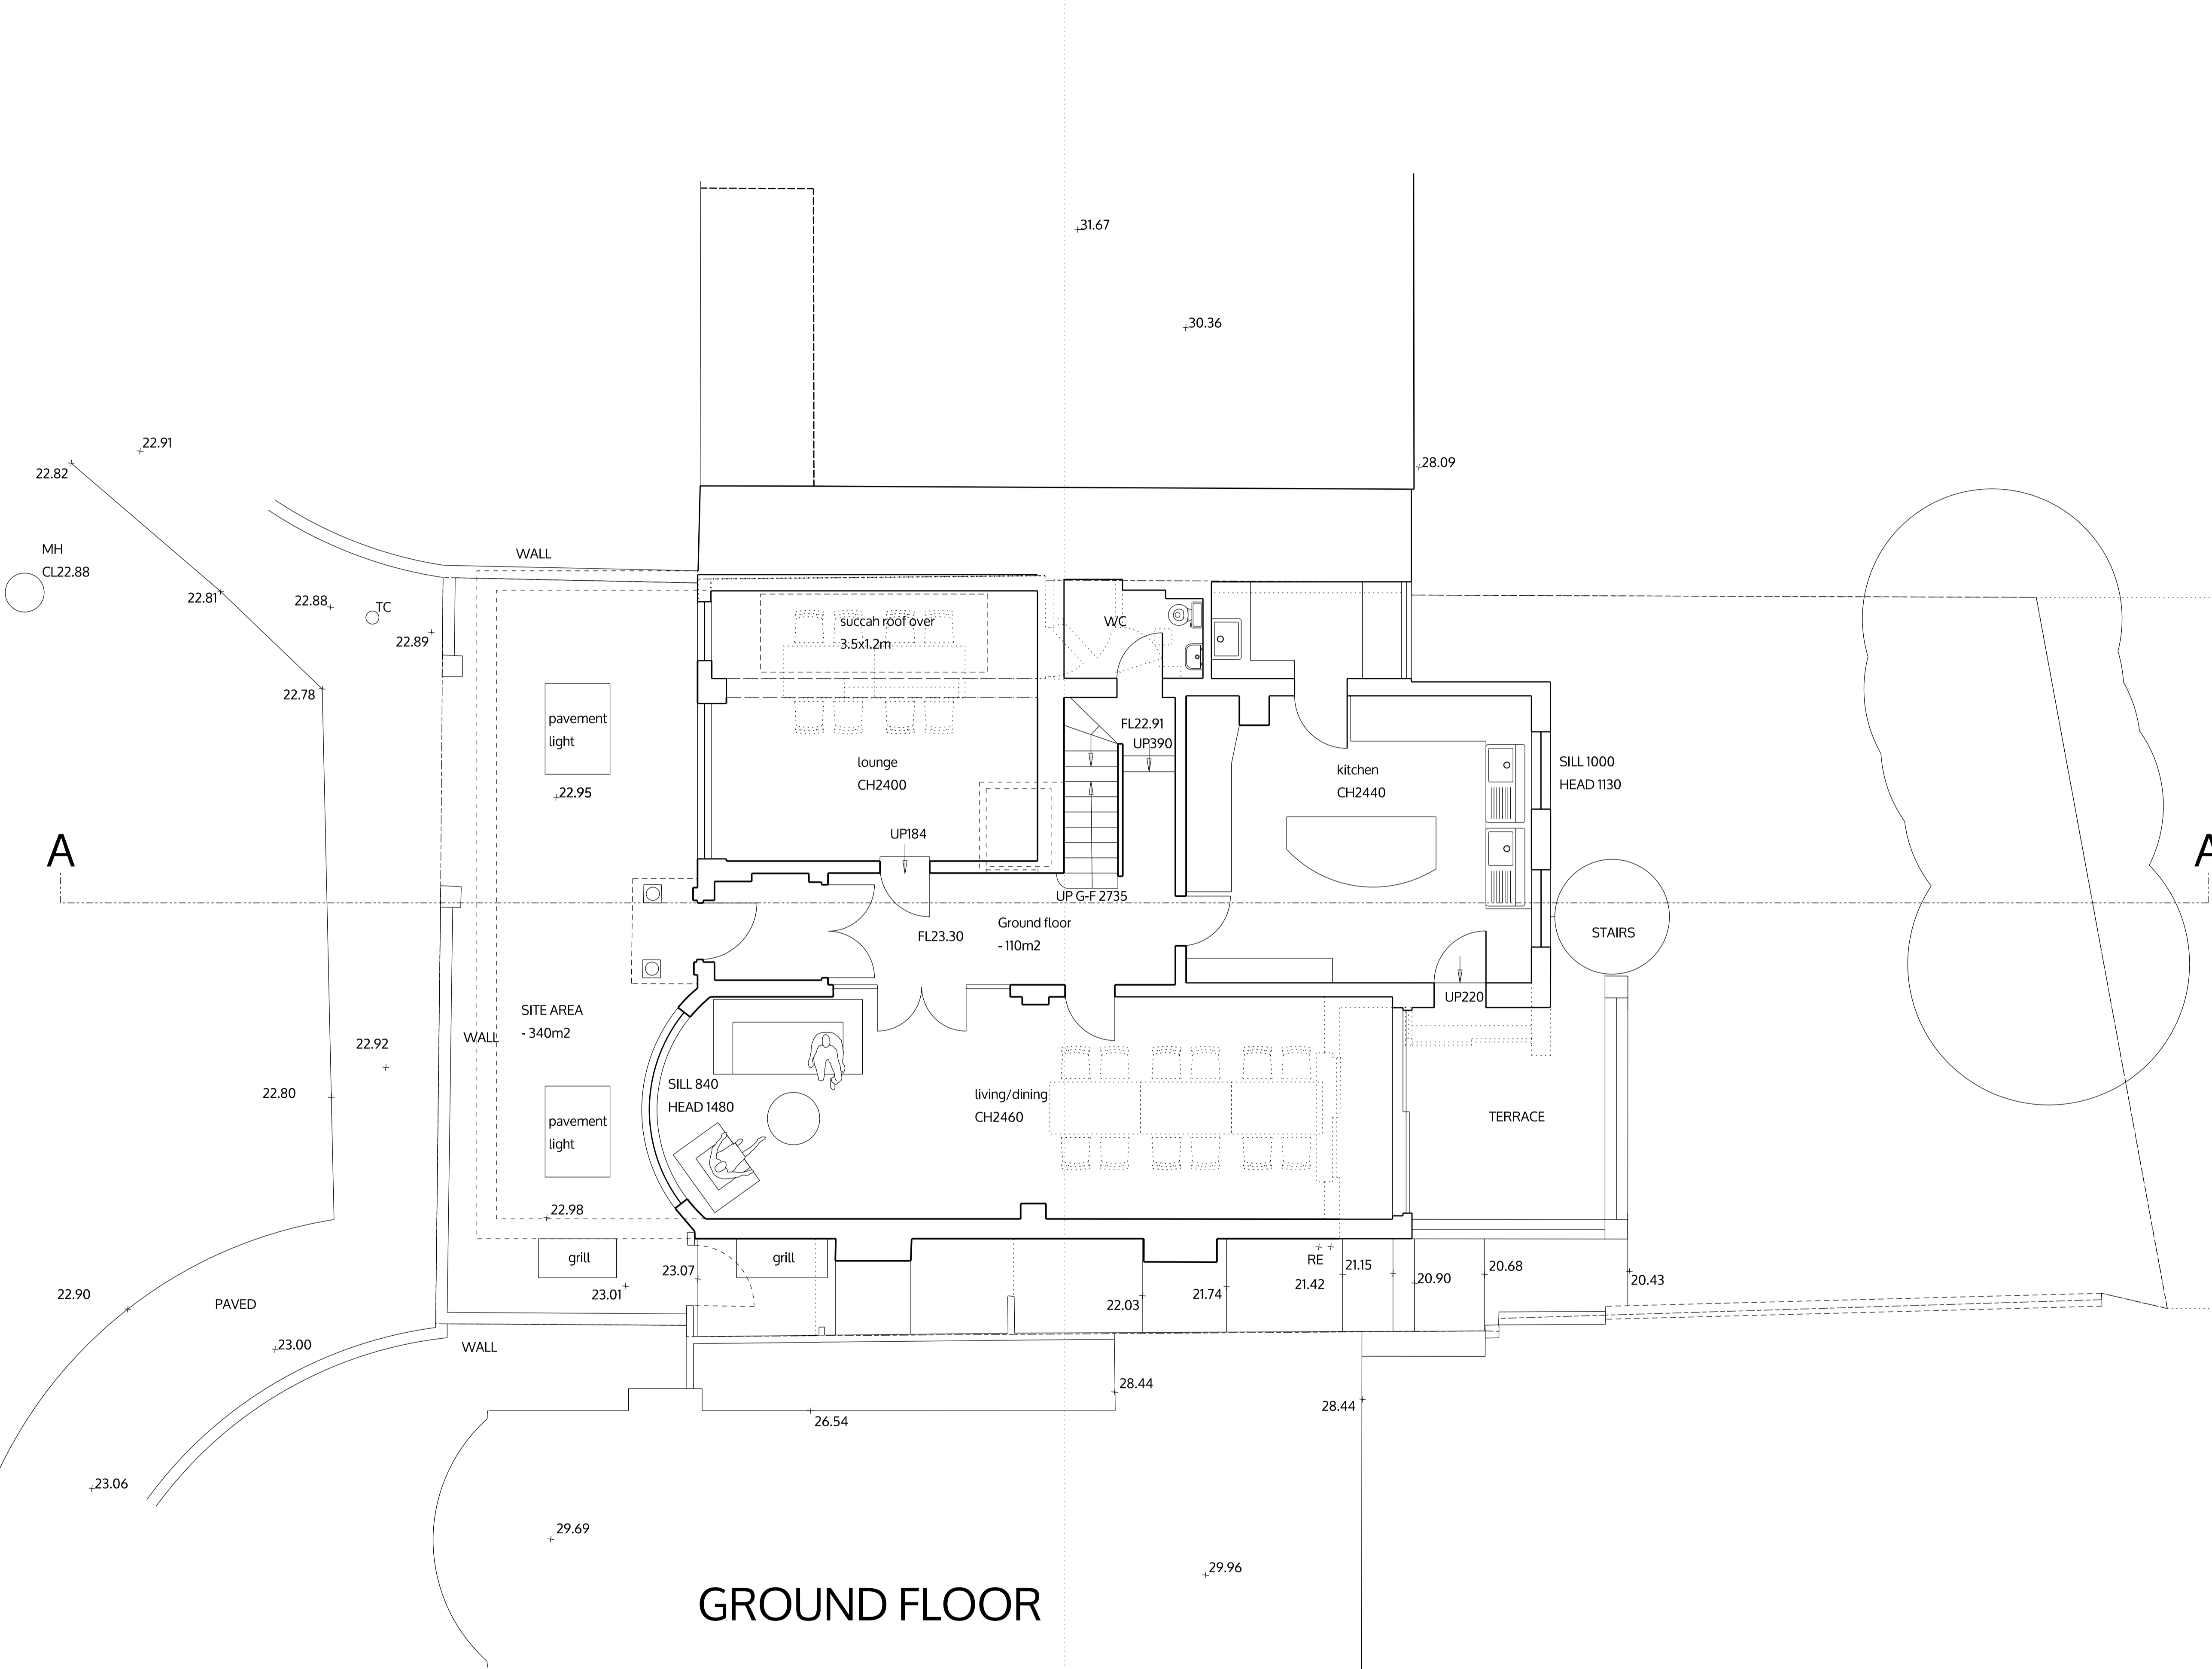 31.67
30.36
22.91
22.82
28.09
MH
CL22.88
WALL
22.81
22.88
TC
22.89
succah roof over
3.5x1.2m
WC
22.78
pavement
light
22.95
FL22.91
UP390
lounge
CH2400
kitchen
CH2440
SILL 1000
HEAD 1130
UP184
A
A
UP G-F 2735
FL23.30
Ground floor
- 110m2
STAIRS
UP220
SITE AREA
- 340m2
WALL
22.92
22.80
SILL 840
HEAD 1480
living/dining
CH2460
TERRACE
pavement
light
22.98
grill
grill
23.07
23.01
RE
21.42
21.15
20.90
20.68
20.43
22.03
21.74
22.90
PAVED
23.00
WALL
28.44
28.44
26.54
23.06
29.69
29.96
GROUND FLOOR